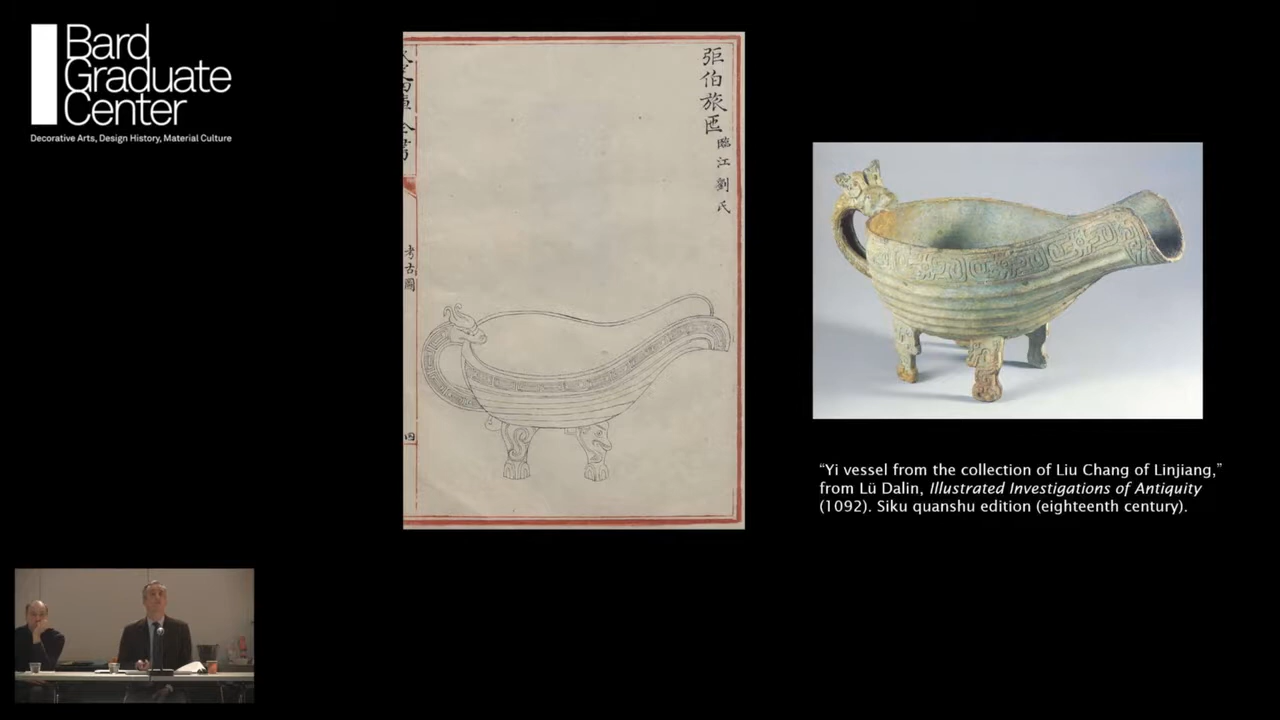 Bard
Graduate
Center
Decorative Arts, Design History, Material Culture
弡伯旅匜
臨江劉氏
考古圖
四
“Yi vessel from the collection of Liu Chang of Linjiang,”
from Lü Dalin, Illustrated Investigations of Antiquity
(1092). Siku quanshu edition (eighteenth century).